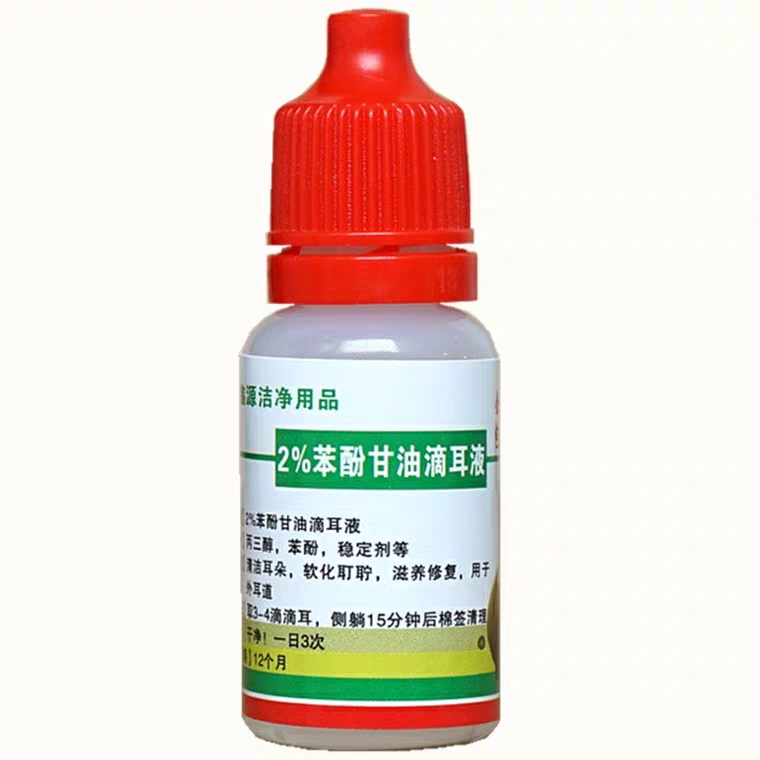 源洁净用品
2%苯酚甘油滴耳液
2%苯酚甘油滴耳液
丙三醇，苯酚，稳定剂等
清洁耳朵，软化耵聍，滋养修复，用于
外耳道
取3-4滴滴耳，侧躺15分钟后棉签清理
干净！一日3次
】12个月